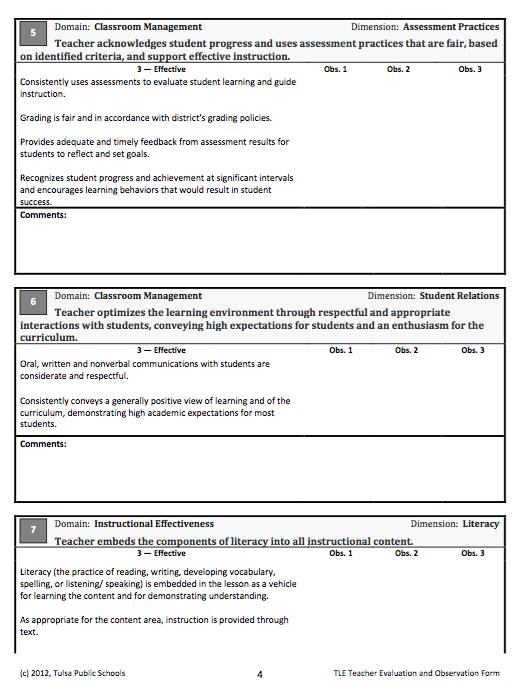 5
Domain: Classroom Management Dimension: Assessment Practices
Teacher acknowledges student progress and uses assessment practices that are fair, based
on identified criteria, and support effective instruction.
3 — Effective Obs. 1 Obs. 2 Obs. 3
Consistently uses assessments to evaluate student learning and guide
instruction.
Grading is fair and in accordance with district's grading policies.
Provides adequate and timely feedback from assessment results for
students to reflect and set goals.
Recognizes student progress and achievement at significant intervals
and encourages learning behaviors that would result in student
success.
Comments:
6
Domain: Classroom Management Dimension: Student Relations
Teacher optimizes the learning environment through respectful and appropriate
interactions with students, conveying high expectations for students and an enthusiasm for the
curriculum.
3 — Effective Obs. 1 Obs. 2 Obs. 3
Oral, written and nonverbal communications with students are
considerate and respectful.
Consistently conveys a generally positive view of learning and of the
curriculum, demonstrating high academic expectations for most
students.
Comments:
7
Domain: Instructional Effectiveness Dimension: Literacy
Teacher embeds the components of literacy into all instructional content.
3 — Effective Obs. 1 Obs. 2 Obs. 3
Literacy (the practice of reading, writing, developing vocabulary,
spelling, or listening/ speaking) is embedded in the lesson as a vehicle
for learning the content and for demonstrating understanding.
As appropriate for the content area, instruction is provided through
text.
(c) 2012, Tulsa Public Schools 4 TLE Teacher Evaluation and Observation Form